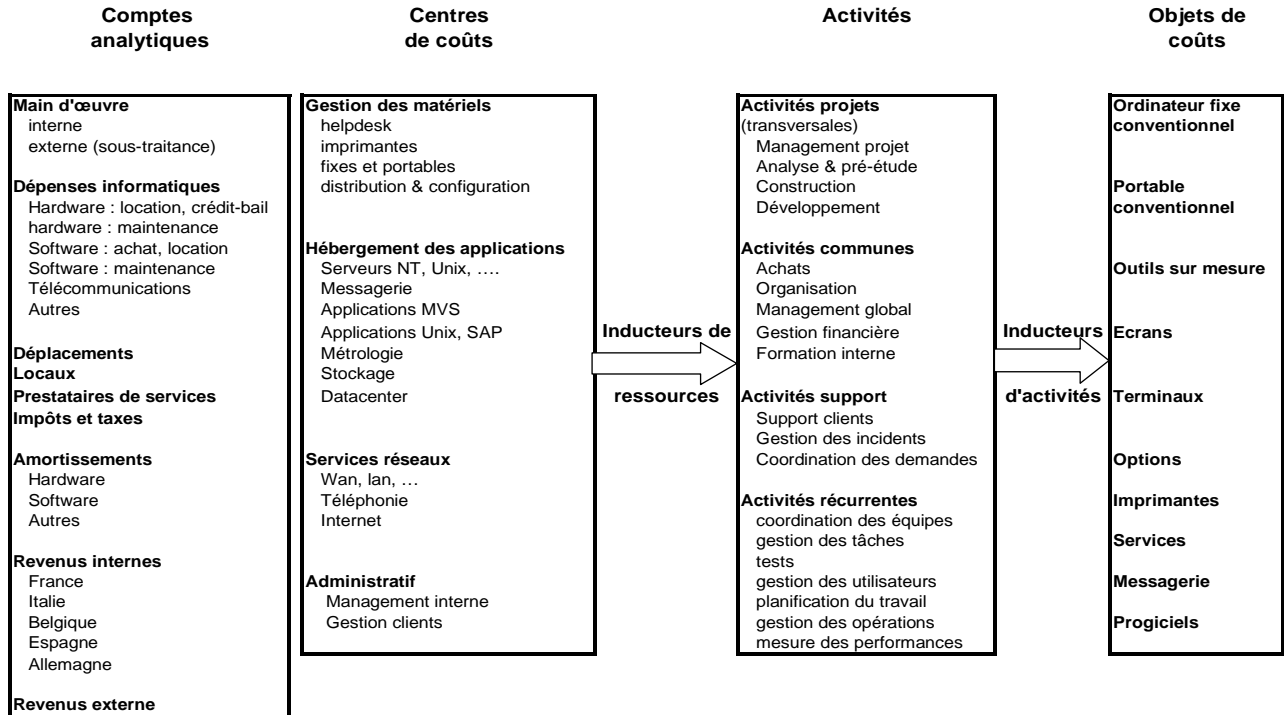 Comptes
analytiques
Centres
de coûts
Activités
Objets de
coûts
Main d'œuvre
interne
externe (sous-traitance)
Dépenses informatiques
Hardware : location, crédit-bail
hardware : maintenance
Software : achat, location
Software : maintenance
Télécommunications
Autres
Déplacements
Locaux
Prestataires de services
Impôts et taxes
Amortissements
Hardware
Software
Autres
Revenus internes
France
Italie
Belgique
Espagne
Allemagne
Revenus externe
Gestion des matériels
helpdesk
imprimantes
fixes et portables
distribution & configuration
Hébergement des applications
Serveurs NT, Unix, ….
Messagerie
Applications MVS
Applications Unix, SAP
Métrologie
Stockage
Datacenter
Services réseaux
Wan, lan, …
Téléphonie
Internet
Administratif
Management interne
Gestion clients
Inducteurs de
ressources
Activités projets
(transversales)
Management projet
Analyse & pré-étude
Construction
Développement
Activités communes
Achats
Organisation
Management global
Gestion financière
Formation interne
Activités support
Support clients
Gestion des incidents
Coordination des demandes
Activités récurrentes
coordination des équipes
gestion des tâches
tests
gestion des utilisateurs
planification du travail
gestion des opérations
mesure des performances
Inducteurs
d'activités
Ordinateur fixe
conventionnel
Portable
conventionnel
Outils sur mesure
Ecrans
Terminaux
Options
Imprimantes
Services
Messagerie
Progiciels